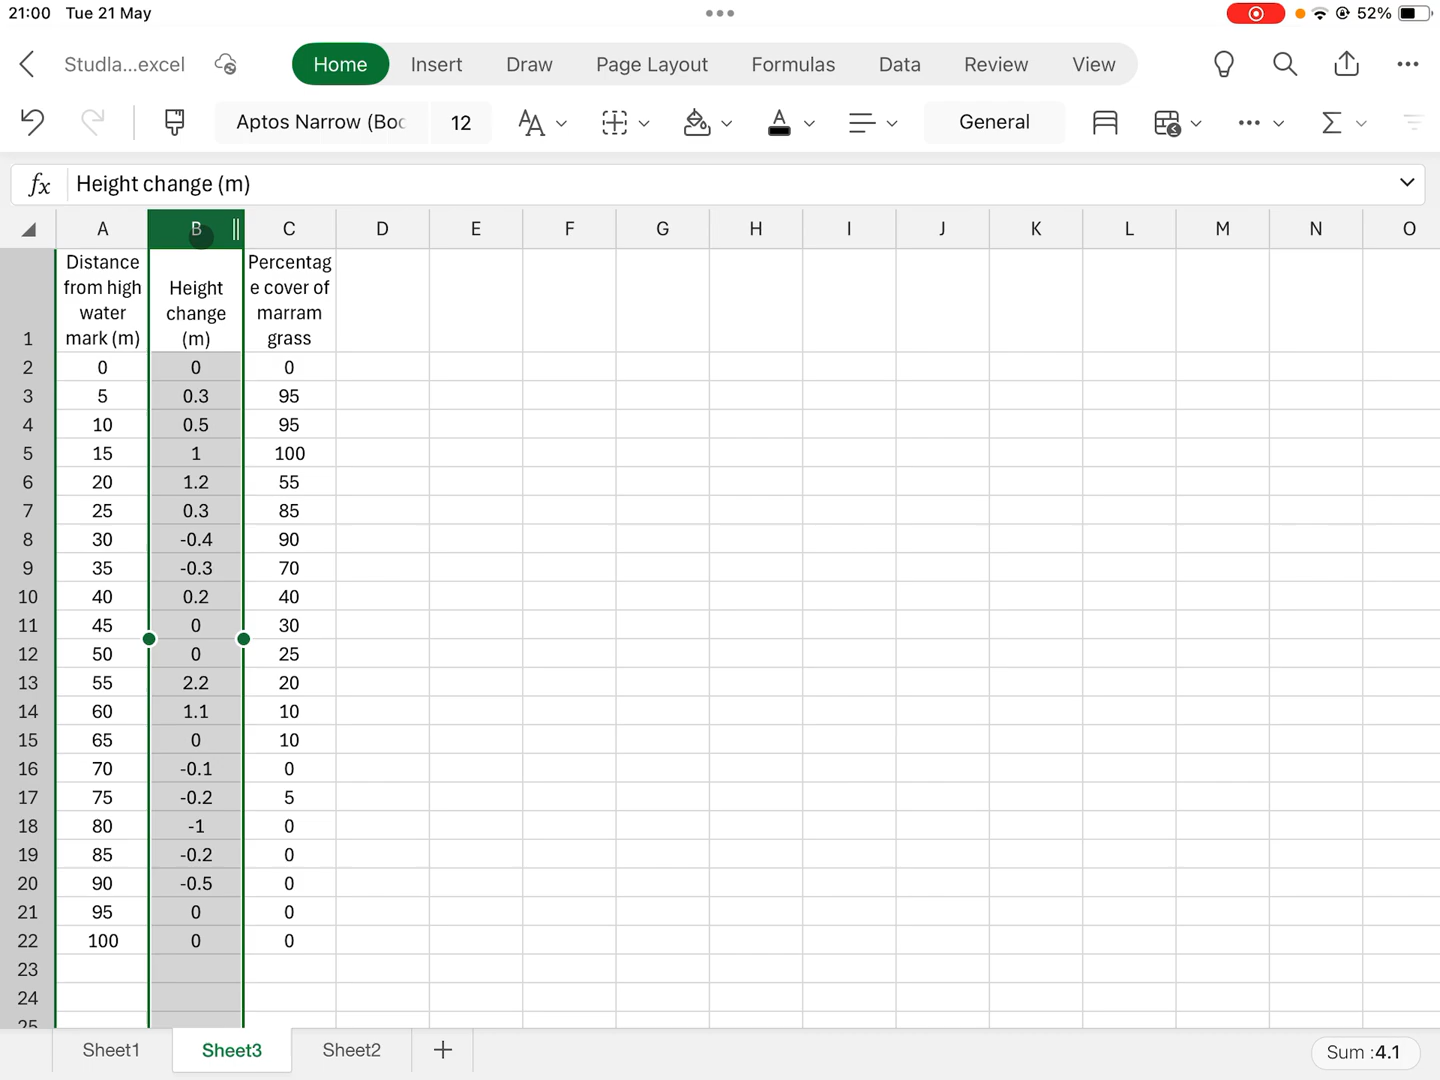 21:00 Tue 21 May
52%
Studla...excel
Home Insert Draw Page Layout Formulas Data Review View
Aptos Narrow (Boc 12 General
fx Height change (m)
A B C D E F G H I J K L M N O
Distance from high water mark (m) Height change (m) Percentag
e cover of marram grass
1
2 0 0 0
3 5 0.3 95
4 10 0.5 95
5 15 1 100
6 20 1.2 55
7 25 0.3 85
8 30 -0.4 90
9 35 -0.3 70
10 40 0.2 40
11 45 0 30
12 50 0 25
13 55 2.2 20
14 60 1.1 10
15 65 0 10
16 70 -0.1 0
17 75 -0.2 5
18 80 -1 0
19 85 -0.2 0
20 90 -0.5 0
21 95 0 0
22 100 0 0
23
24
25
Sheet1 Sheet3 Sheet2
Sum :4.1